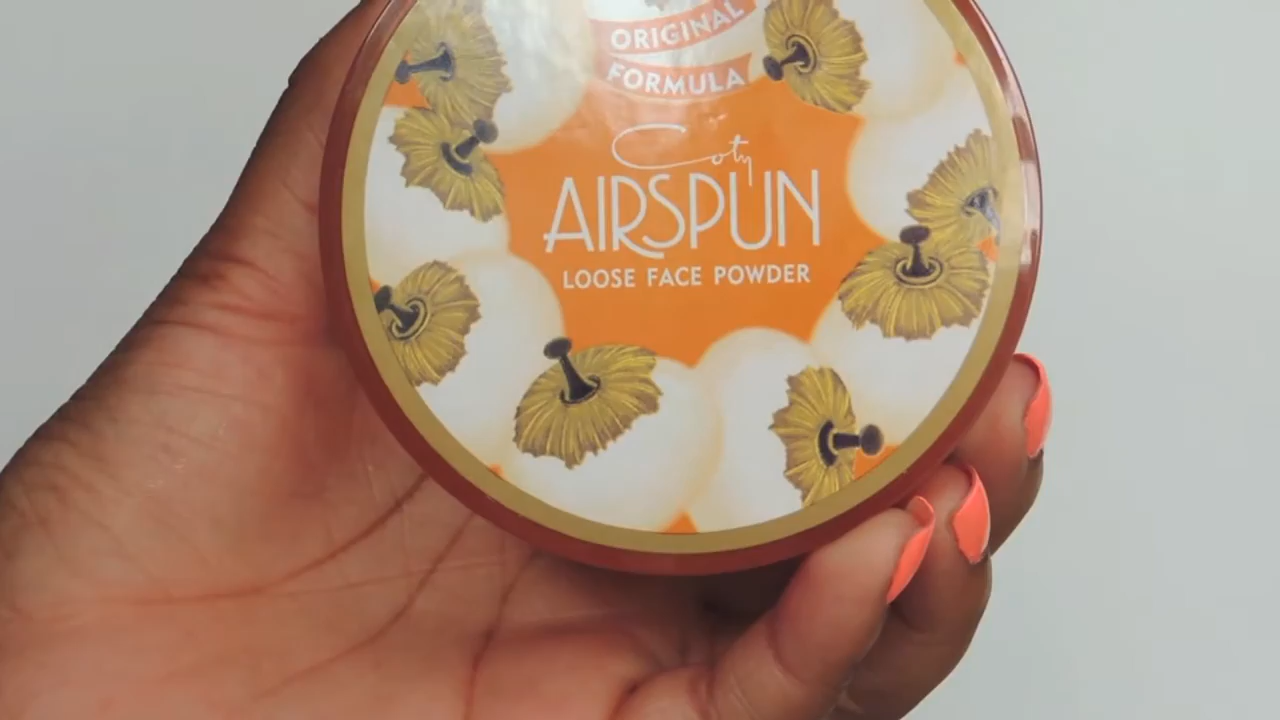 ORIGINAL
FORMULA
Coty
AIRSPUN
LOOSE FACE POWDER